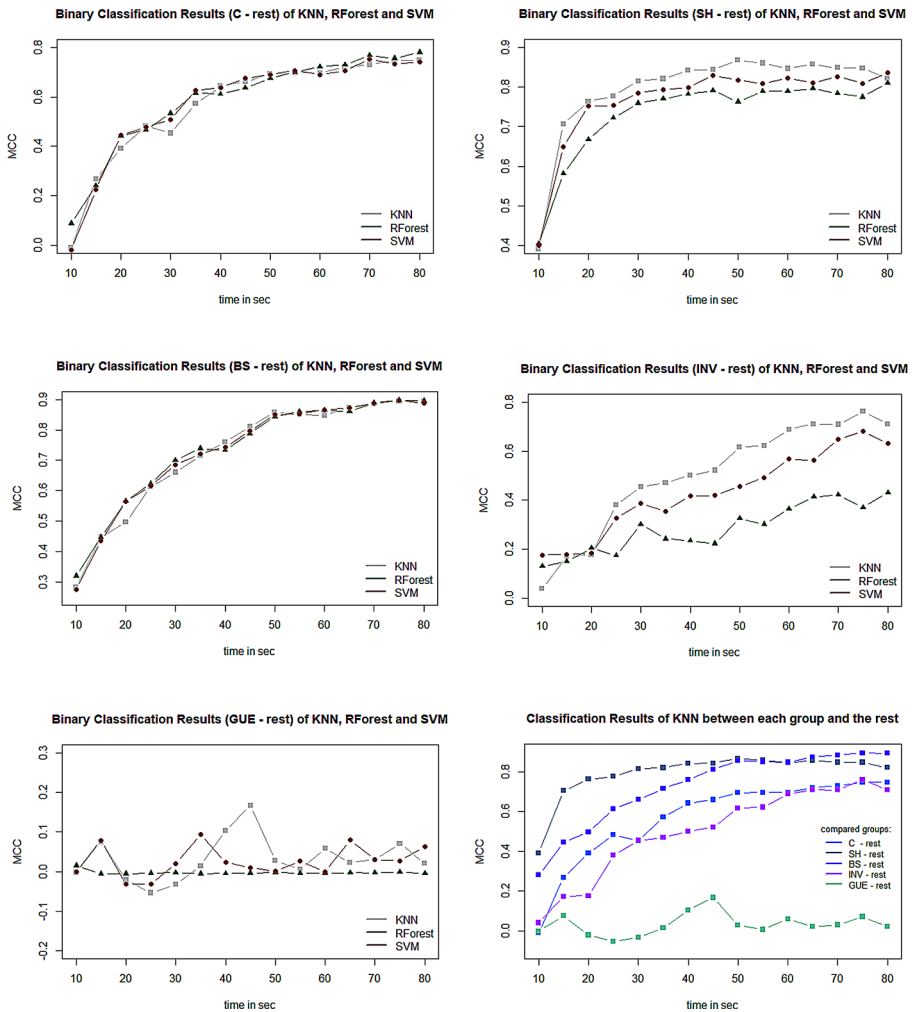 Binary Classification Results (C - rest) of KNN, RForest and SVM
MCC
0.8
0.6
0.4
0.2
0.0
KNN
RForest
SVM
10 20 30 40 50 60 70 80
time in sec
Binary Classification Results (SH - rest) of KNN, RForest and SVM
MCC
0.9
0.8
0.7
0.6
0.5
0.4
KNN
RForest
SVM
10 20 30 40 50 60 70 80
time in sec
Binary Classification Results (BS - rest) of KNN, RForest and SVM
MCC
0.9
0.8
0.7
0.6
0.5
0.4
0.3
KNN
RForest
SVM
10 20 30 40 50 60 70 80
time in sec
Binary Classification Results (INV - rest) of KNN, RForest and SVM
MCC
0.8
0.6
0.4
0.2
0.0
KNN
RForest
SVM
10 20 30 40 50 60 70 80
time in sec
Binary Classification Results (GUE - rest) of KNN, RForest and SVM
MCC
0.3
0.2
0.1
0.0
-0.1
-0.2
KNN
RForest
SVM
10 20 30 40 50 60 70 80
time in sec
Classification Results of KNN between each group and the rest
MCC
0.8
0.6
0.4
0.2
0.0
compared groups:
C - rest
SH - rest
BS - rest
INV - rest
GUE - rest
10 20 30 40 50 60 70 80
time in sec